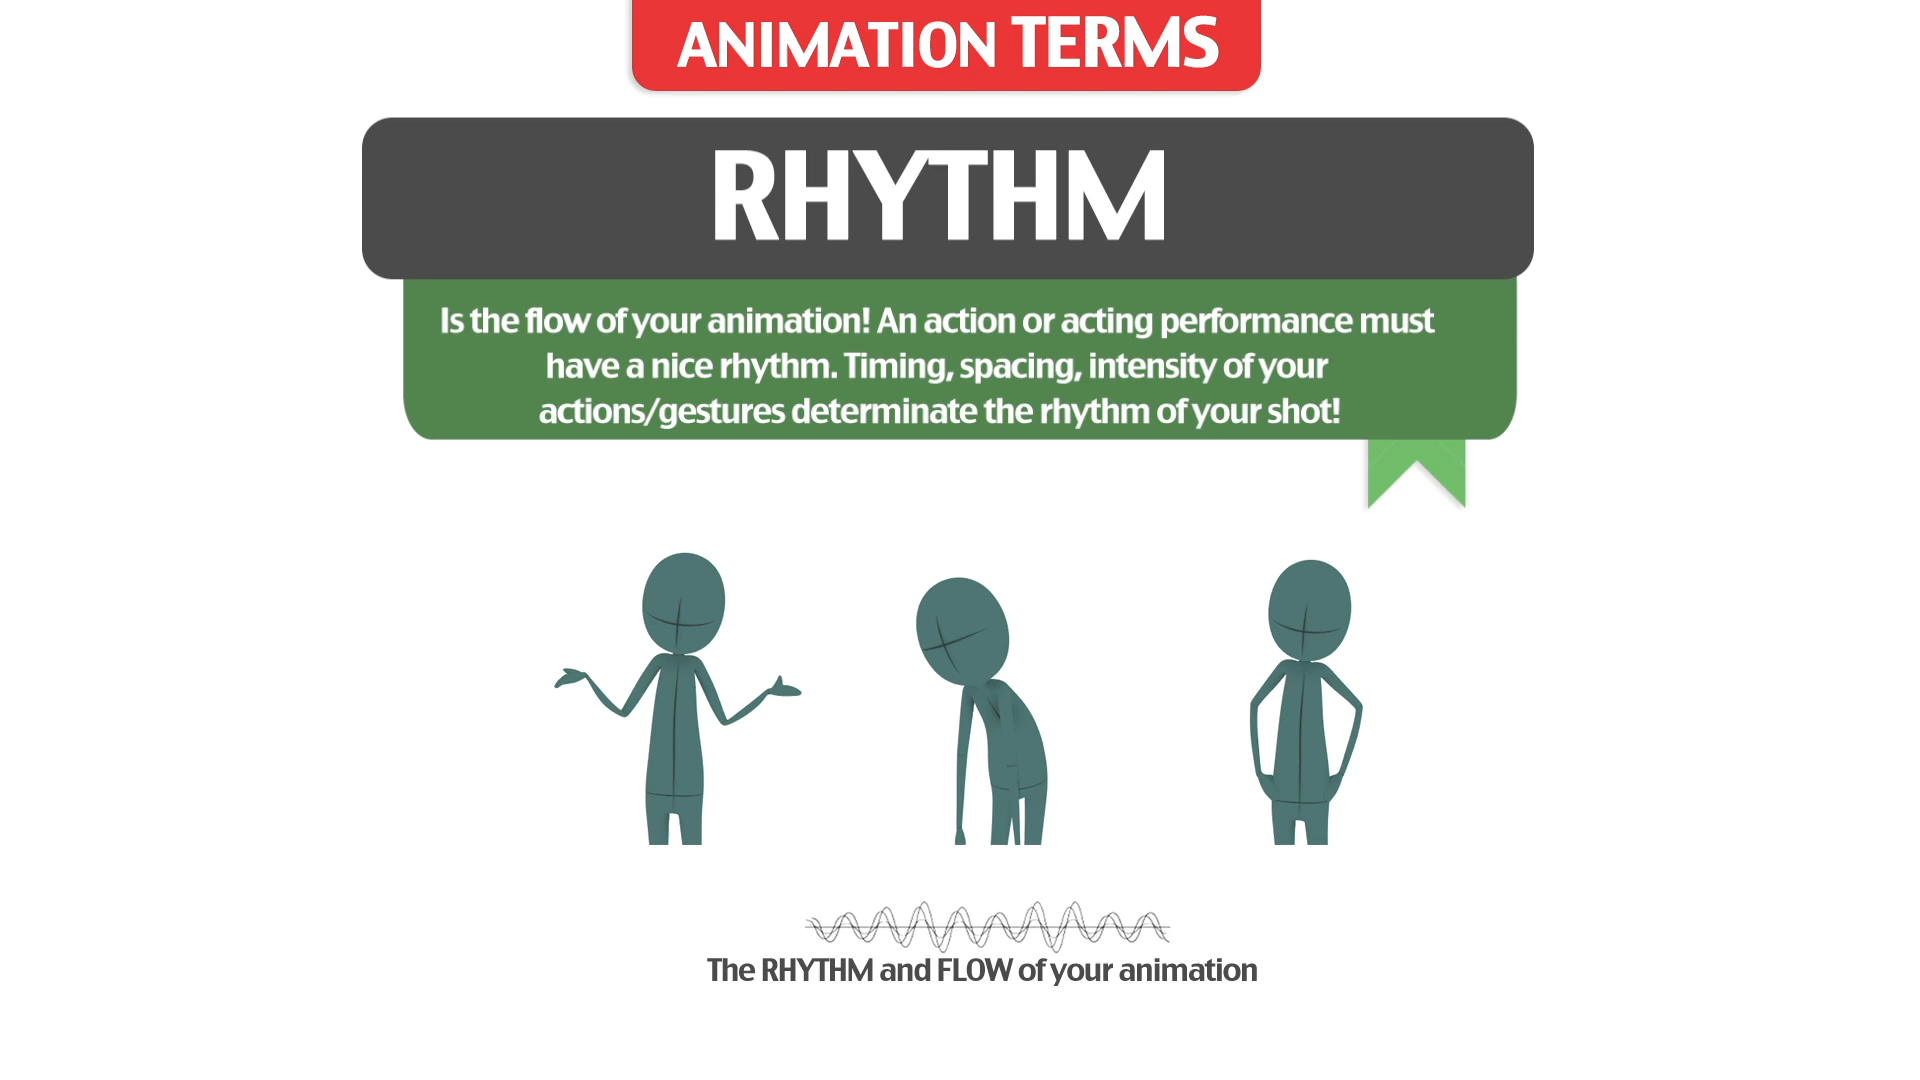 ANIMATION TERMS
RHYTHM
Is the flow of your animation! An action or acting performance must
have a nice rhythm. Timing, spacing, intensity of your
actions/gestures determinate the rhythm of your shot!
The RHYTHM and FLOW of your animation